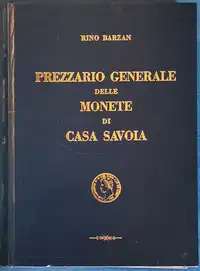 RINO BARZAN
PREZZARIO GENERALE
DELLE
MONETE
DI
CASA SAVOIA